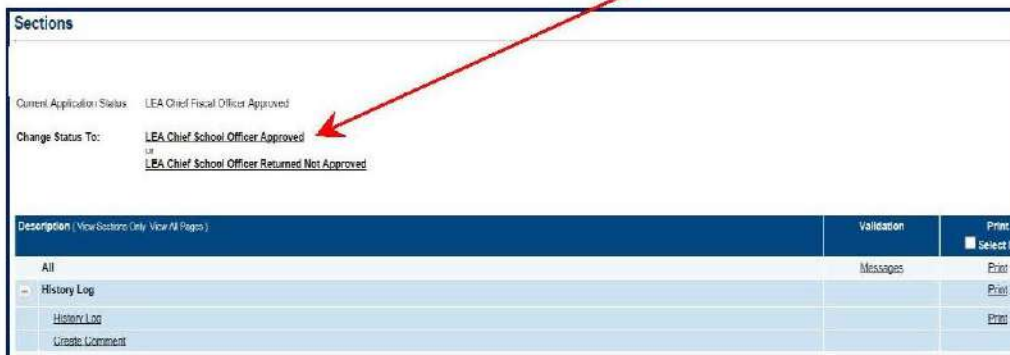 Sections
Current Application Status LEA Chief Fiscal Officer Approved
Change Status To: LEA Chief School Officer Approved
or
LEA Chief School Officer Returned Not Approved
Description ( View Sections Only View All Pages ) Validation Print
Select
All Messages Print
History Log Print
History Log Print
Create Comment